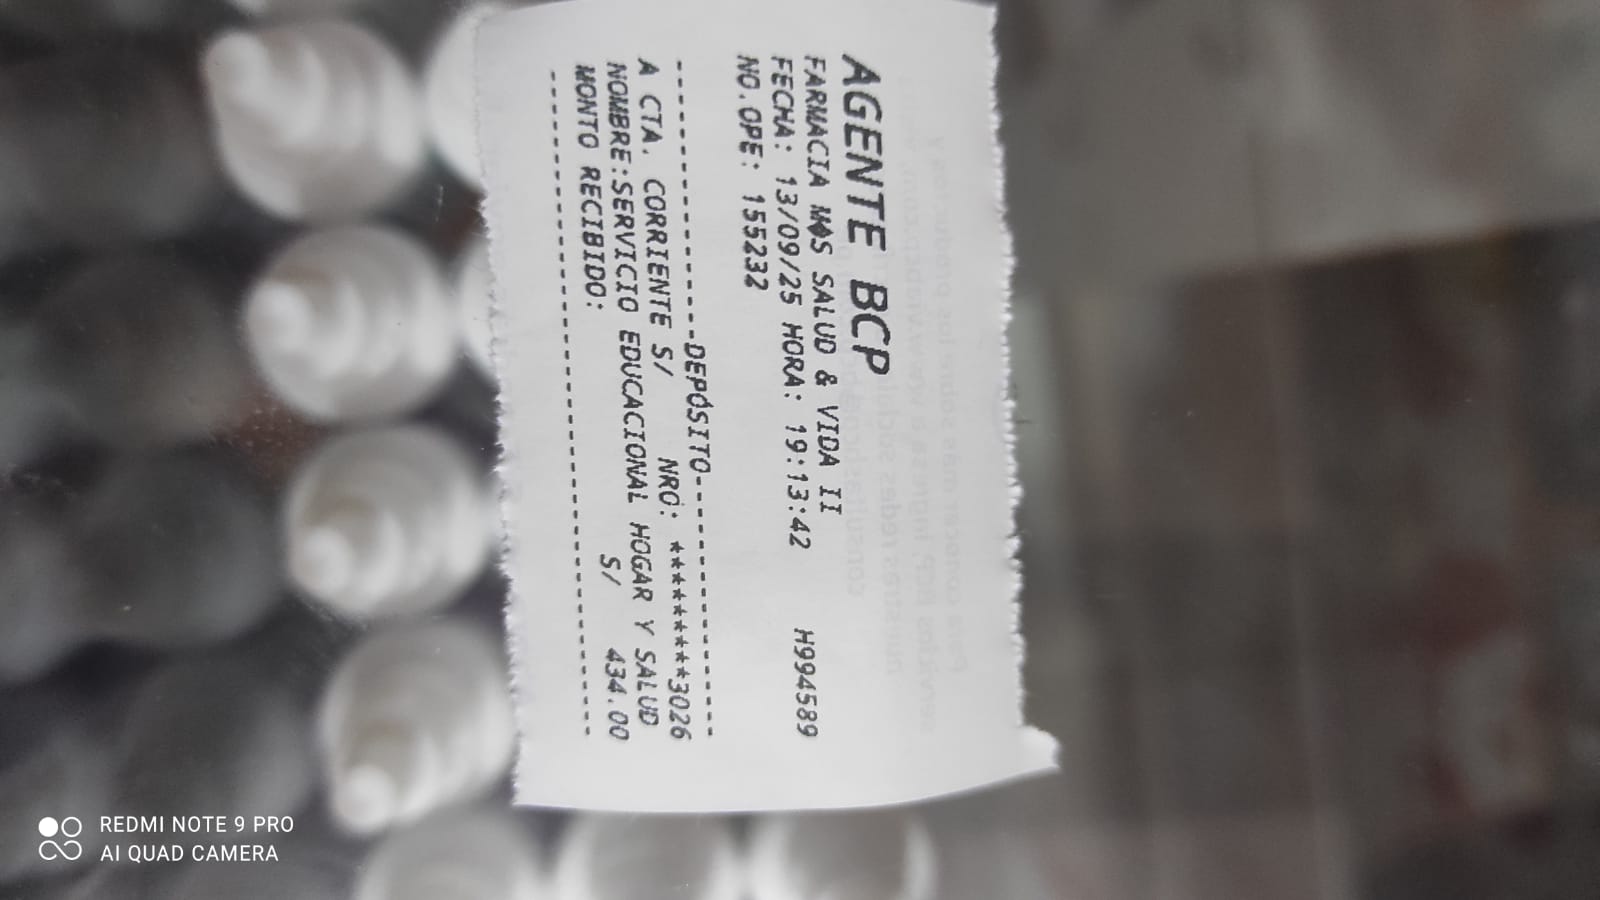 AGENTE BCP
FARMACIA M�S SALUD & VIDA II
FECHA: 13/09/25 HORA: 19:13:42 H994589
NO.OPE: 155232
--------------------DEPÓSITO--------------------
A CTA. CORRIENTE S/ NRO: ********3026
NOMBRE:SERVICIO EDUCACIONAL HOGAR Y SALUD
MONTO RECIBIDO: S/ 434.00
------------------------------------------------
REDMI NOTE 9 PRO
AI QUAD CAMERA